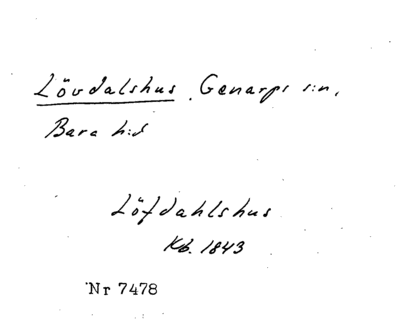 Lövdalshus, Genarps s:n,
Bara h:d
Löfdahlshus
Kb. 1843
Nr 7478